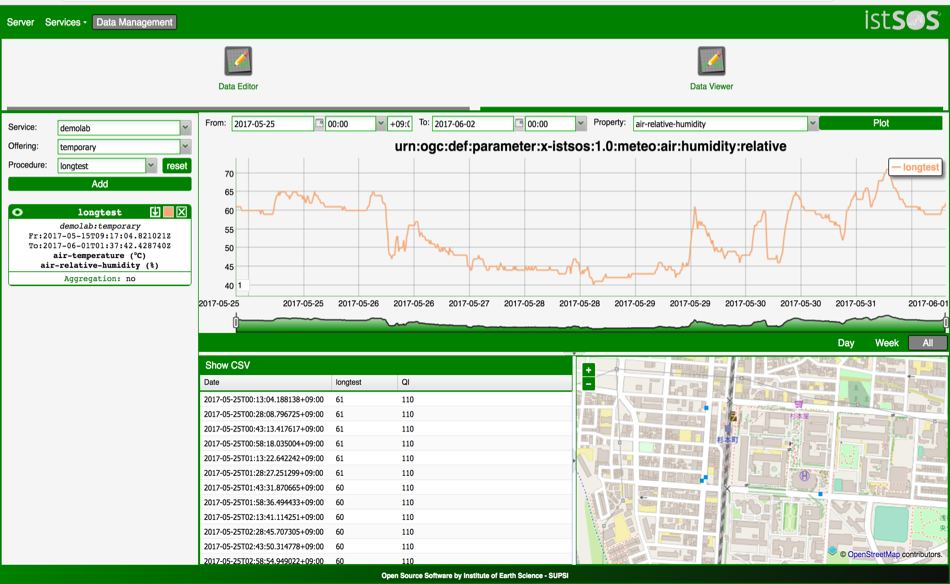 Server Services Data Management
istSOS
Data Editor
Data Viewer
Service: demolab
Offering: temporary
Procedure: longtest reset
Add
longtest
demolab:temporary
Fr:2017-05-15T09:17:04.821021Z
To:2017-06-01T01:37:42.428740Z
air-temperature (°C)
air-relative-humidity (%)
Aggregation: no
From: 2017-05-25 00:00 +09:( To: 2017-06-02 00:00 Property: air-relative-humidity Plot
urn:ogc:def:parameter:x-istsos:1.0:meteo:air:humidity:relative
longtest
70
65
60
55
50
45
40
1
2017-05-25 2017-05-25 2017-05-26 2017-05-26 2017-05-27 2017-05-28 2017-05-28 2017-05-29 2017-05-29 2017-05-30 2017-05-30 2017-05-31 2017-06-01
Day Week All
Show CSV
Date longtest QI
2017-05-25T00:13:04.188138+09:00 61 110
2017-05-25T00:28:08.796725+09:00 61 110
2017-05-25T00:43:13.417617+09:00 61 110
2017-05-25T00:58:18.035004+09:00 61 110
2017-05-25T01:13:22.642242+09:00 61 110
2017-05-25T01:28:27.251299+09:00 61 110
2017-05-25T01:43:31.870665+09:00 60 110
2017-05-25T01:58:36.494433+09:00 60 110
2017-05-25T02:13:41.114251+09:00 60 110
2017-05-25T02:28:45.707305+09:00 60 110
2017-05-25T02:43:50.314778+09:00 60 110
2017-05-25T02:58:54.949022+09:00 60 110
+
−
杉本町
H
© OpenStreetMap contributors.
Open Source Software by Institute of Earth Science - SUPSI